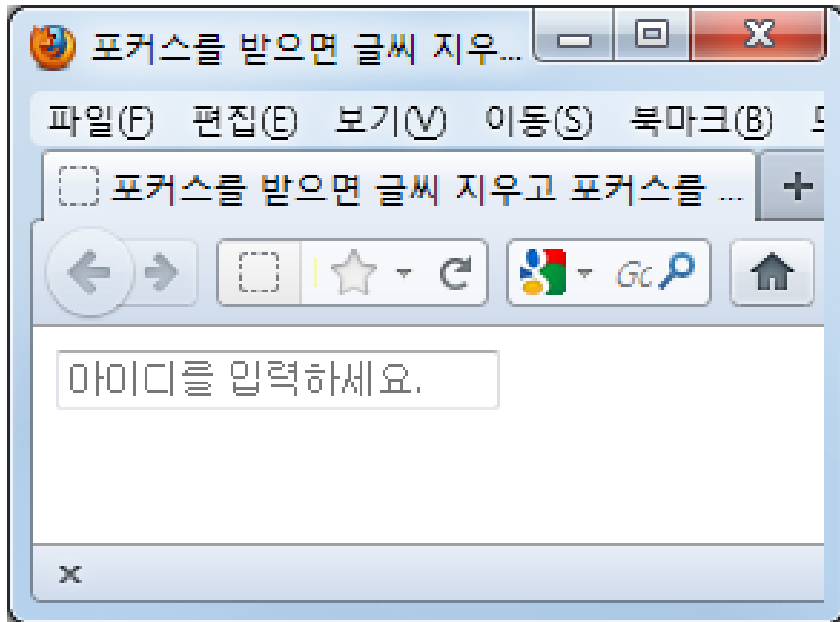 포커스를 받으면 글씨 지우...
파일(F) 편집(E) 보기(V) 이동(S) 북마크(B)
포커스를 받으면 글씨 지우고 포커스를 ...
아이디를 입력하세요.